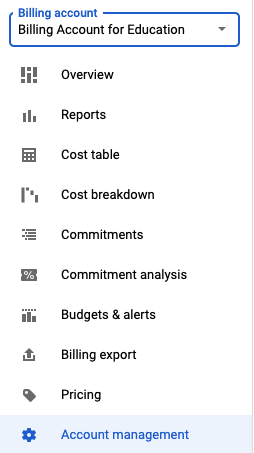 Billing account
Billing Account for Education
Overview
Reports
Cost table
Cost breakdown
Commitments
Commitment analysis
Budgets & alerts
Billing export
Pricing
Account management